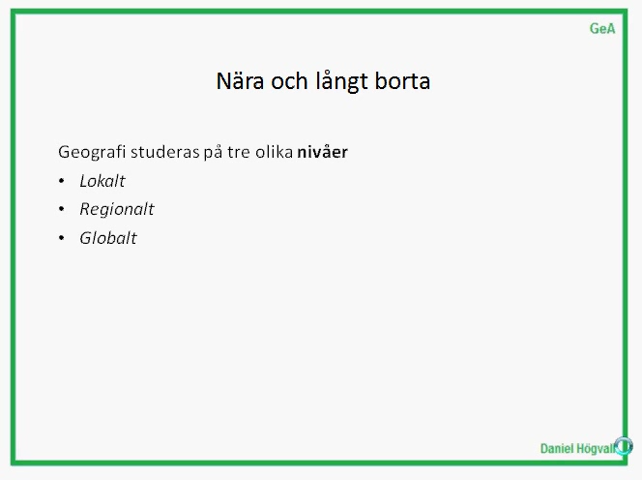 GeA
Nära och långt borta
Geografi studeras på tre olika nivåer
• Lokalt
• Regionalt
• Globalt
Daniel Högvall